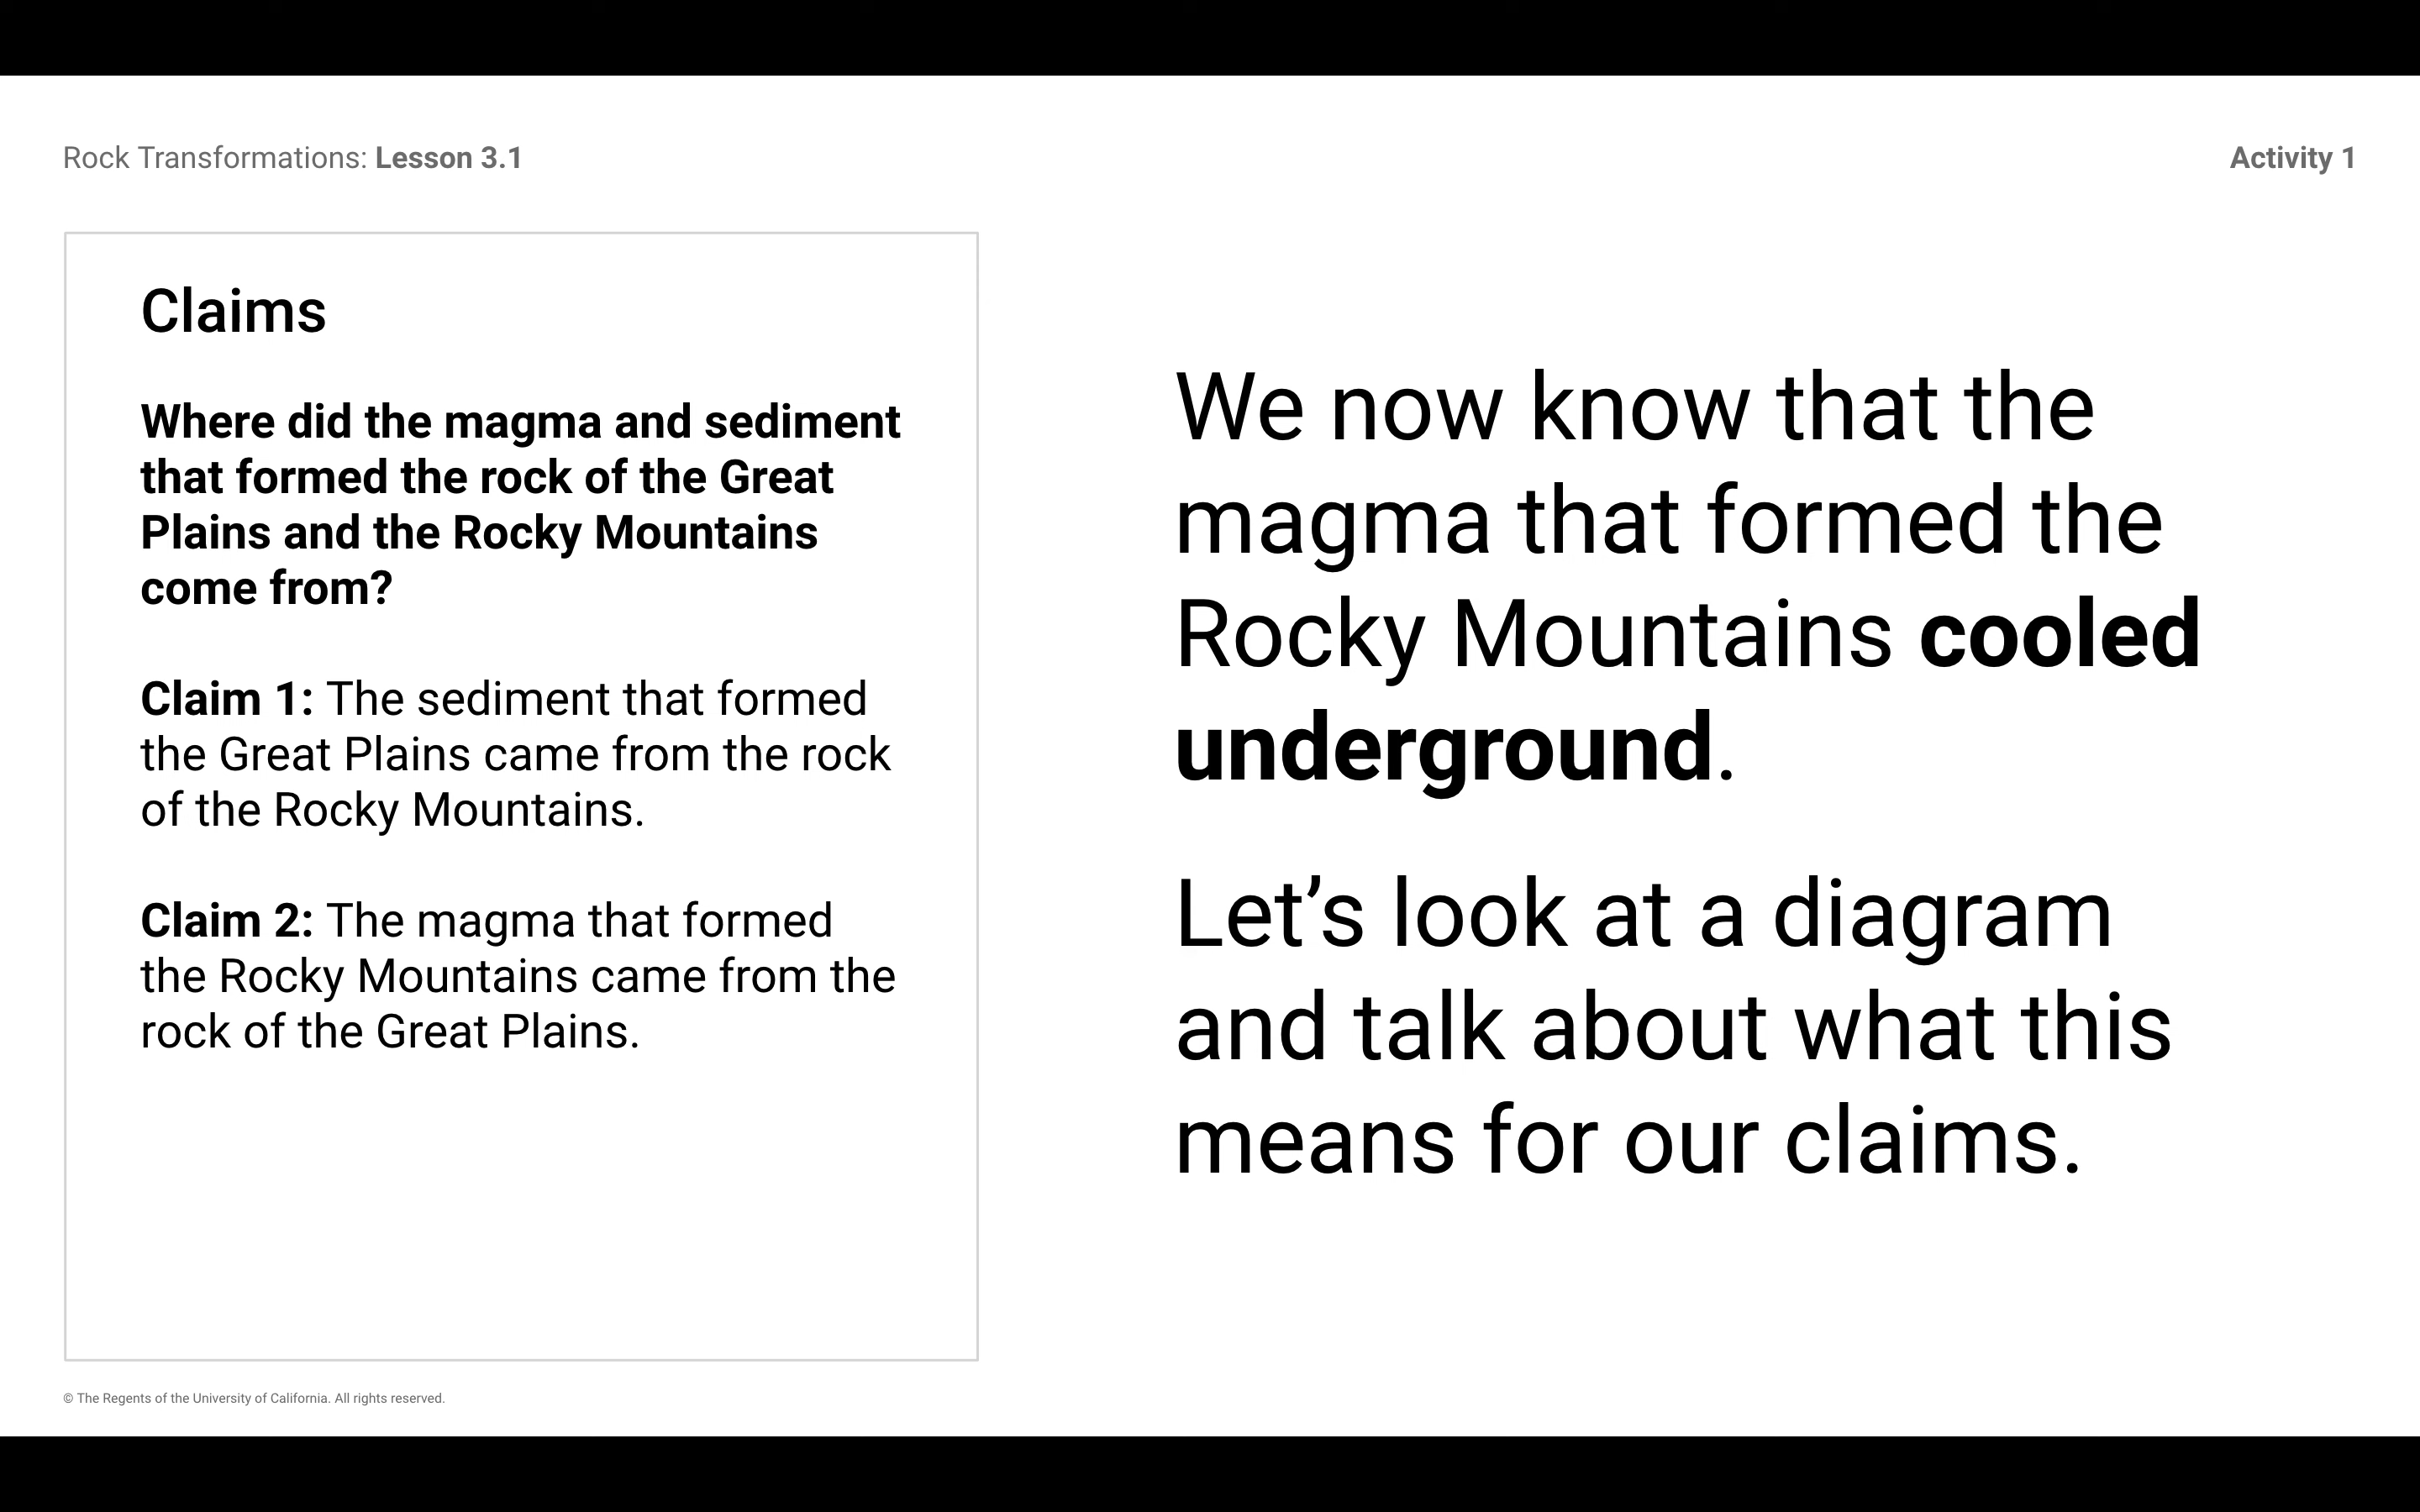 Rock Transformations: Lesson 3.1
Activity 1
Claims
Where did the magma and sediment
that formed the rock of the Great
Plains and the Rocky Mountains
come from?
Claim 1: The sediment that formed
the Great Plains came from the rock
of the Rocky Mountains.
Claim 2: The magma that formed
the Rocky Mountains came from the
rock of the Great Plains.
We now know that the
magma that formed the
Rocky Mountains cooled
underground.
Let’s look at a diagram
and talk about what this
means for our claims.
© The Regents of the University of California. All rights reserved.